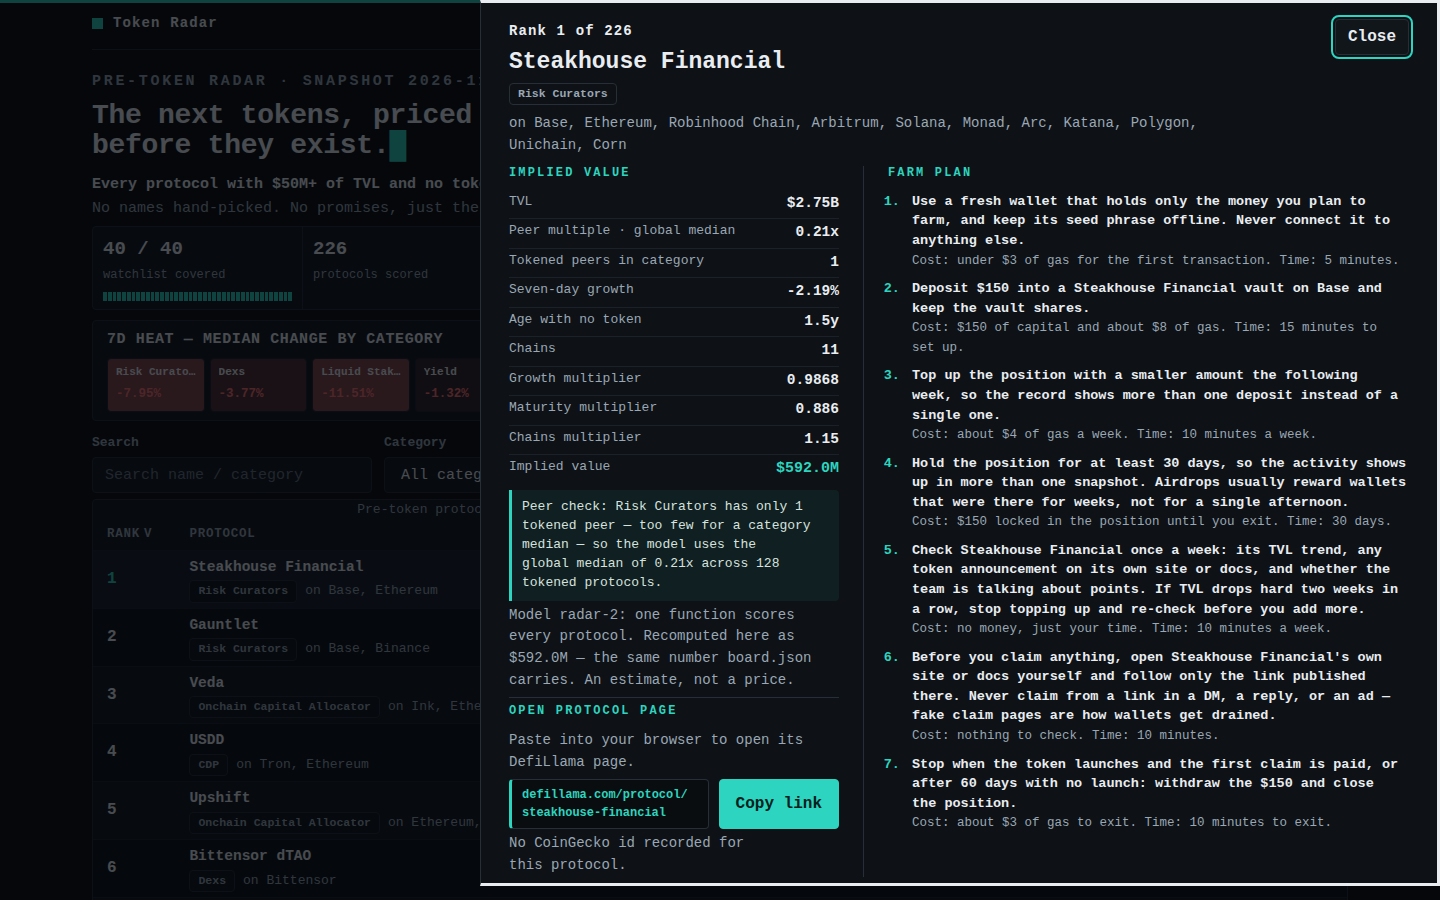 Token Radar
PRE-TOKEN RADAR · SNAPSHOT 2026-1
The next tokens, priced
before they exist.
Every protocol with $50M+ of TVL and no tok
No names hand-picked. No promises, just the
40 / 40
watchlist covered
226
protocols scored
7D HEAT — MEDIAN CHANGE BY CATEGORY
Risk Curato…
-7.95%
Dexs
-3.77%
Liquid Stak…
-11.51%
Yield
-1.32%
Search
Category
Search name / category
All categ
Pre-token protoc
RANK V
PROTOCOL
1
Steakhouse Financial
Risk Curators
on Base, Ethereum
2
Gauntlet
Risk Curators
on Base, Binance
3
Veda
Onchain Capital Allocator
on Ink, Ethe
4
USDD
CDP
on Tron, Ethereum
5
Upshift
Onchain Capital Allocator
on Ethereum,
6
Bittensor dTAO
Dexs
on Bittensor
Rank 1 of 226
Close
Steakhouse Financial
Risk Curators
on Base, Ethereum, Robinhood Chain, Arbitrum, Solana, Monad, Arc, Katana, Polygon,
Unichain, Corn
IMPLIED VALUE
TVL
$2.75B
Peer multiple · global median
0.21x
Tokened peers in category
1
Seven-day growth
-2.19%
Age with no token
1.5y
Chains
11
Growth multiplier
0.9868
Maturity multiplier
0.886
Chains multiplier
1.15
Implied value
$592.0M
Peer check: Risk Curators has only 1
tokened peer — too few for a category
median — so the model uses the
global median of 0.21x across 128
tokened protocols.
Model radar-2: one function scores
every protocol. Recomputed here as
$592.0M — the same number board.json
carries. An estimate, not a price.
OPEN PROTOCOL PAGE
Paste into your browser to open its
DefiLlama page.
defillama.com/protocol/
steakhouse-financial
Copy link
No CoinGecko id recorded for
this protocol.
FARM PLAN
1. Use a fresh wallet that holds only the money you plan to
farm, and keep its seed phrase offline. Never connect it to
anything else.
Cost: under $3 of gas for the first transaction. Time: 5 minutes.
2. Deposit $150 into a Steakhouse Financial vault on Base and
keep the vault shares.
Cost: $150 of capital and about $8 of gas. Time: 15 minutes to
set up.
3. Top up the position with a smaller amount the following
week, so the record shows more than one deposit instead of a
single one.
Cost: about $4 of gas a week. Time: 10 minutes a week.
4. Hold the position for at least 30 days, so the activity shows
up in more than one snapshot. Airdrops usually reward wallets
that were there for weeks, not for a single afternoon.
Cost: $150 locked in the position until you exit. Time: 30 days.
5. Check Steakhouse Financial once a week: its TVL trend, any
token announcement on its own site or docs, and whether the
team is talking about points. If TVL drops hard two weeks in
a row, stop topping up and re-check before you add more.
Cost: no money, just your time. Time: 10 minutes a week.
6. Before you claim anything, open Steakhouse Financial's own
site or docs yourself and follow only the link published
there. Never claim from a link in a DM, a reply, or an ad —
fake claim pages are how wallets get drained.
Cost: nothing to check. Time: 10 minutes.
7. Stop when the token launches and the first claim is paid, or
after 60 days with no launch: withdraw the $150 and close
the position.
Cost: about $3 of gas to exit. Time: 10 minutes to exit.